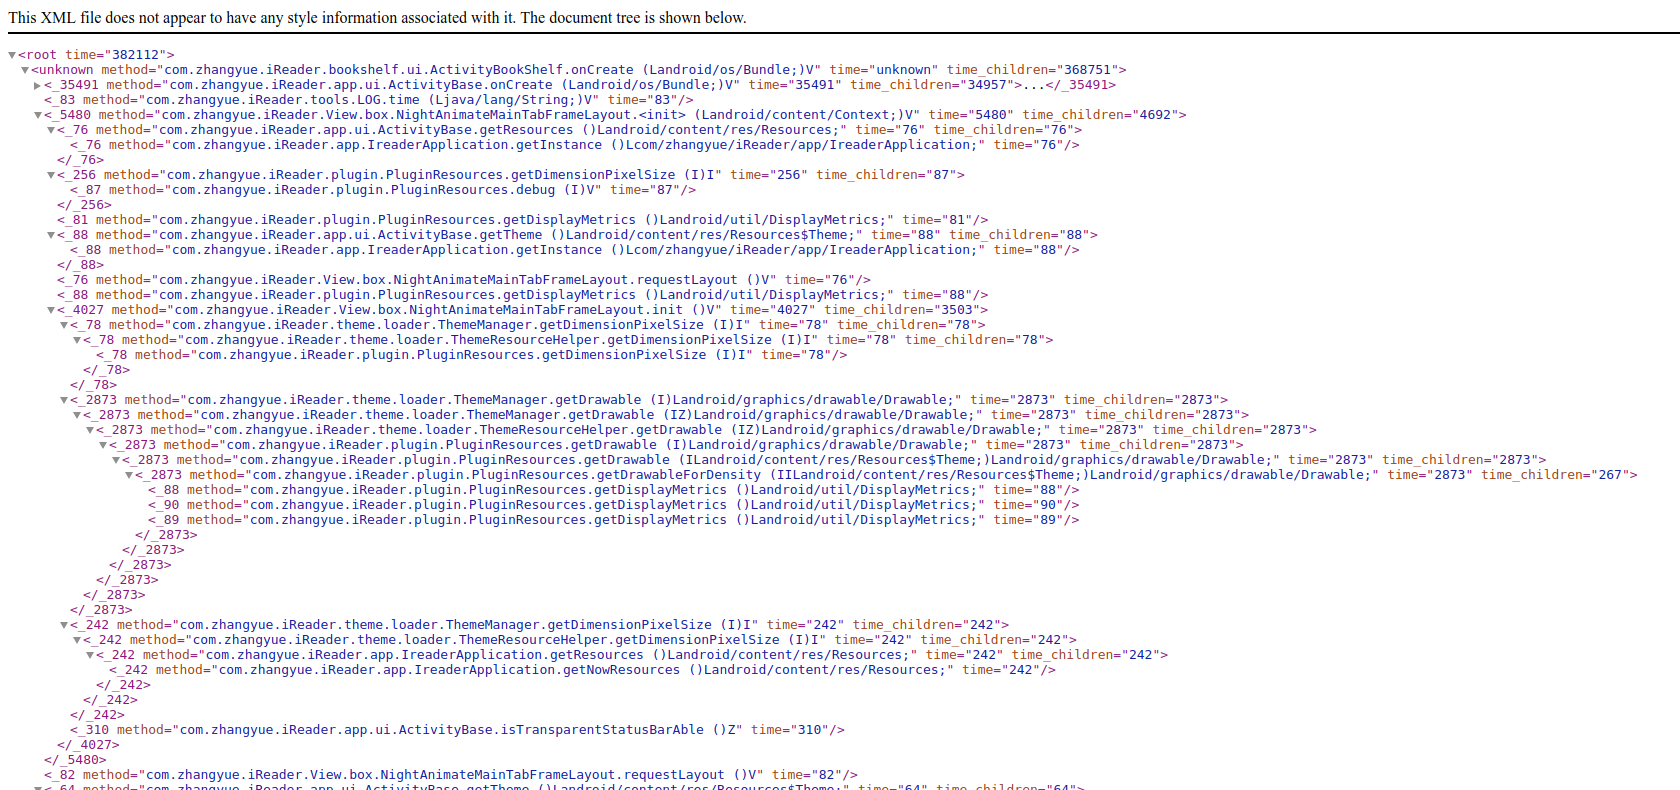 This XML file does not appear to have any style information associated with it. The document tree is shown below.
▼<root time="382112">
▼<unknown method="com.zhangyue.iReader.bookshelf.ui.ActivityBookShelf.onCreate (Landroid/os/Bundle;)V" time="unknown" time_children="368751">
▶<_35491 method="com.zhangyue.iReader.app.ui.ActivityBase.onCreate (Landroid/os/Bundle;)V" time="35491" time_children="34957">...</_35491>
<_83 method="com.zhangyue.iReader.tools.LOG.time (Ljava/lang/String;)V" time="83"/>
▼<_5480 method="com.zhangyue.iReader.View.box.NightAnimateMainTabFrameLayout.<init> (Landroid/content/Context;)V" time="5480" time_children="4692">
▼<_76 method="com.zhangyue.iReader.app.ui.ActivityBase.getResources ()Landroid/content/res/Resources;" time="76" time_children="76">
<_76 method="com.zhangyue.iReader.app.IreaderApplication.getInstance ()Lcom/zhangyue/iReader/app/IreaderApplication;" time="76"/>
</_76>
▼<_256 method="com.zhangyue.iReader.plugin.PluginResources.getDimensionPixelSize (I)I" time="256" time_children="87">
<_87 method="com.zhangyue.iReader.plugin.PluginResources.debug (I)V" time="87"/>
</_256>
<_81 method="com.zhangyue.iReader.plugin.PluginResources.getDisplayMetrics ()Landroid/util/DisplayMetrics;" time="81"/>
▼<_88 method="com.zhangyue.iReader.app.ui.ActivityBase.getTheme ()Landroid/content/res/Resources$Theme;" time="88" time_children="88">
<_88 method="com.zhangyue.iReader.app.IreaderApplication.getInstance ()Lcom/zhangyue/iReader/app/IreaderApplication;" time="88"/>
</_88>
<_76 method="com.zhangyue.iReader.View.box.NightAnimateMainTabFrameLayout.requestLayout ()V" time="76"/>
<_88 method="com.zhangyue.iReader.plugin.PluginResources.getDisplayMetrics ()Landroid/util/DisplayMetrics;" time="88"/>
▼<_4027 method="com.zhangyue.iReader.View.box.NightAnimateMainTabFrameLayout.init ()V" time="4027" time_children="3503">
▼<_78 method="com.zhangyue.iReader.theme.loader.ThemeManager.getDimensionPixelSize (I)I" time="78" time_children="78">
▼<_78 method="com.zhangyue.iReader.theme.loader.ThemeResourceHelper.getDimensionPixelSize (I)I" time="78" time_children="78">
<_78 method="com.zhangyue.iReader.plugin.PluginResources.getDimensionPixelSize (I)I" time="78"/>
</_78>
</_78>
▼<_2873 method="com.zhangyue.iReader.theme.loader.ThemeManager.getDrawable (I)Landroid/graphics/drawable/Drawable;" time="2873" time_children="2873">
▼<_2873 method="com.zhangyue.iReader.theme.loader.ThemeManager.getDrawable (IZ)Landroid/graphics/drawable/Drawable;" time="2873" time_children="2873">
▼<_2873 method="com.zhangyue.iReader.theme.loader.ThemeResourceHelper.getDrawable (IZ)Landroid/graphics/drawable/Drawable;" time="2873" time_children="2873">
▼<_2873 method="com.zhangyue.iReader.plugin.PluginResources.getDrawable (I)Landroid/graphics/drawable/Drawable;" time="2873" time_children="2873">
▼<_2873 method="com.zhangyue.iReader.plugin.PluginResources.getDrawable (ILandroid/content/res/Resources$Theme;)Landroid/graphics/drawable/Drawable;" time="2873" time_children="2873">
▼<_2873 method="com.zhangyue.iReader.plugin.PluginResources.getDrawableForDensity (IILandroid/content/res/Resources$Theme;)Landroid/graphics/drawable/Drawable;" time="2873" time_children="267">
<_88 method="com.zhangyue.iReader.plugin.PluginResources.getDisplayMetrics ()Landroid/util/DisplayMetrics;" time="88"/>
<_90 method="com.zhangyue.iReader.plugin.PluginResources.getDisplayMetrics ()Landroid/util/DisplayMetrics;" time="90"/>
<_89 method="com.zhangyue.iReader.plugin.PluginResources.getDisplayMetrics ()Landroid/util/DisplayMetrics;" time="89"/>
</_2873>
</_2873>
</_2873>
</_2873>
</_2873>
</_2873>
▼<_242 method="com.zhangyue.iReader.theme.loader.ThemeManager.getDimensionPixelSize (I)I" time="242" time_children="242">
▼<_242 method="com.zhangyue.iReader.theme.loader.ThemeResourceHelper.getDimensionPixelSize (I)I" time="242" time_children="242">
▼<_242 method="com.zhangyue.iReader.app.IreaderApplication.getResources ()Landroid/content/res/Resources;" time="242" time_children="242">
<_242 method="com.zhangyue.iReader.app.IreaderApplication.getNowResources ()Landroid/content/res/Resources;" time="242"/>
</_242>
</_242>
</_242>
<_310 method="com.zhangyue.iReader.app.ui.ActivityBase.isTransparentStatusBarAble ()Z" time="310"/>
</_4027>
</_5480>
<_82 method="com.zhangyue.iReader.View.box.NightAnimateMainTabFrameLayout.requestLayout ()V" time="82"/>
▼<_64 method="com.zhangyue.iReader.app.ui.ActivityBase.getTheme ()Landroid/content/res/Resources$Theme;" time="64" time_children="64">